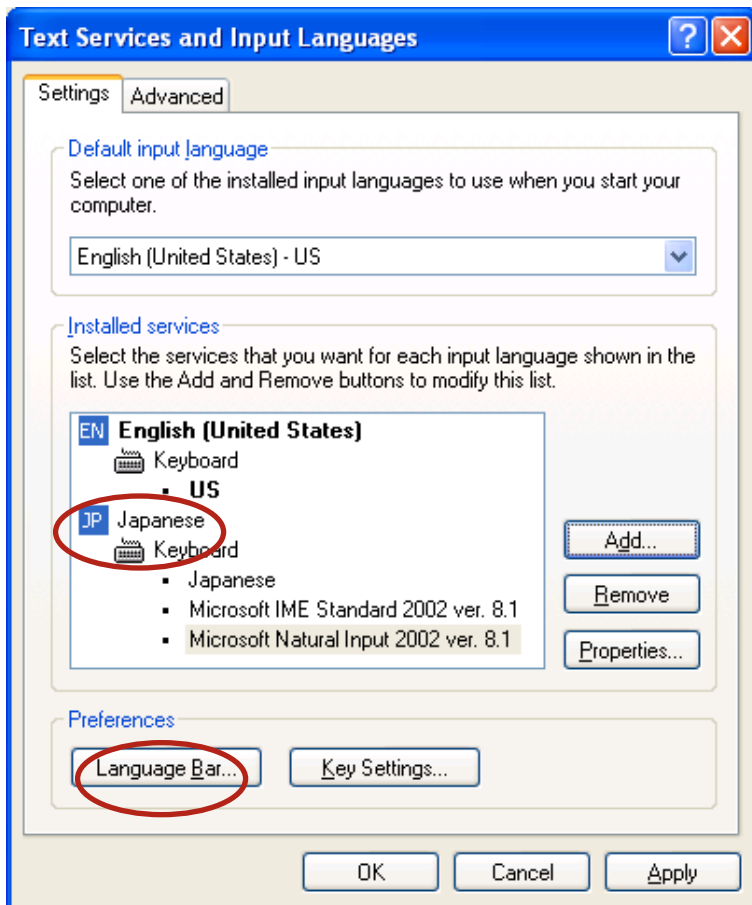 Text Services and Input Languages
Settings
Advanced
Default input language
Select one of the installed input languages to use when you start your
computer.
English (United States) - US
Installed services
Select the services that you want for each input language shown in the
list. Use the Add and Remove buttons to modify this list.
EN English (United States)
Keyboard
US
JP Japanese
Keyboard
Japanese
Microsoft IME Standard 2002 ver. 8.1
Microsoft Natural Input 2002 ver. 8.1
Add...
Remove
Properties...
Preferences
Language Bar...
Key Settings...
OK
Cancel
Apply